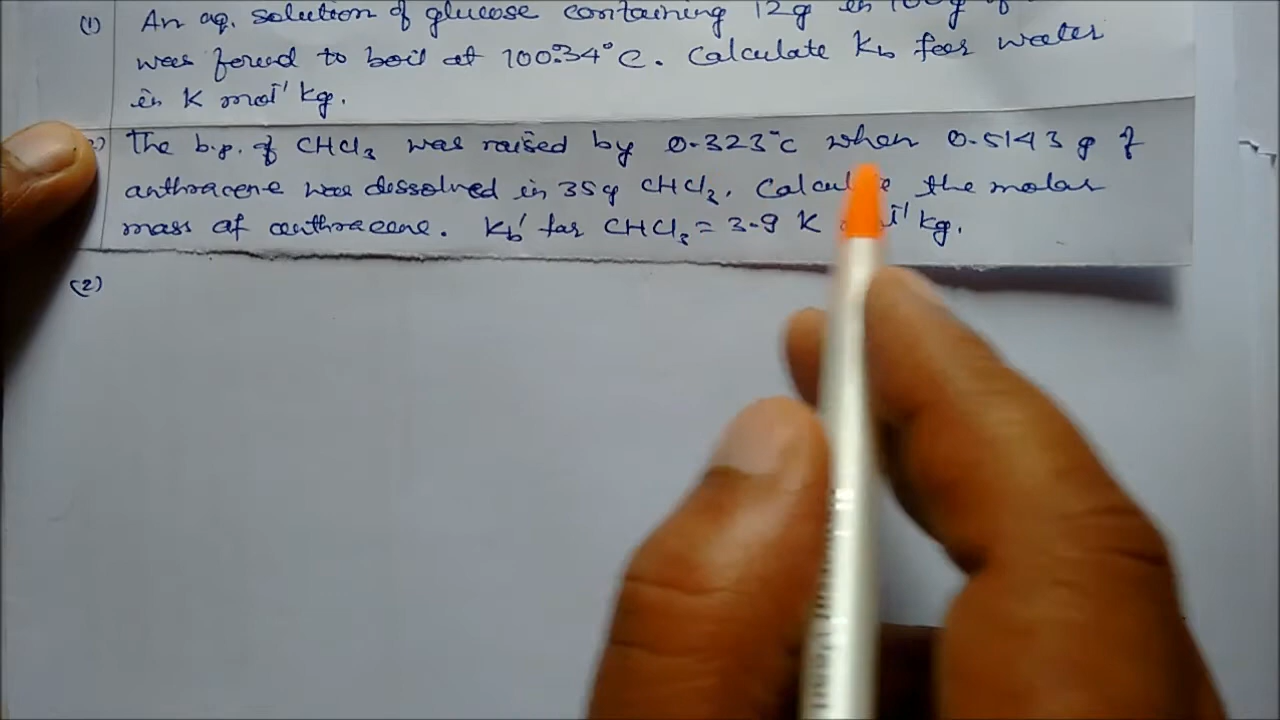 (1) An aq. solution of glucose containing 12g in 100g of
was found to boil at 100.34°C. Calculate Kb for water
in K mol⁻¹ kg.
The b.p. of CHCl₃ was raised by 0.323°C when 0.5143 g of
anthracene was dissolved in 35g CHCl₃. Calculate the molar
mass of anthracene. Kb' for CHCl₃ = 3.9 K kg.
(2)